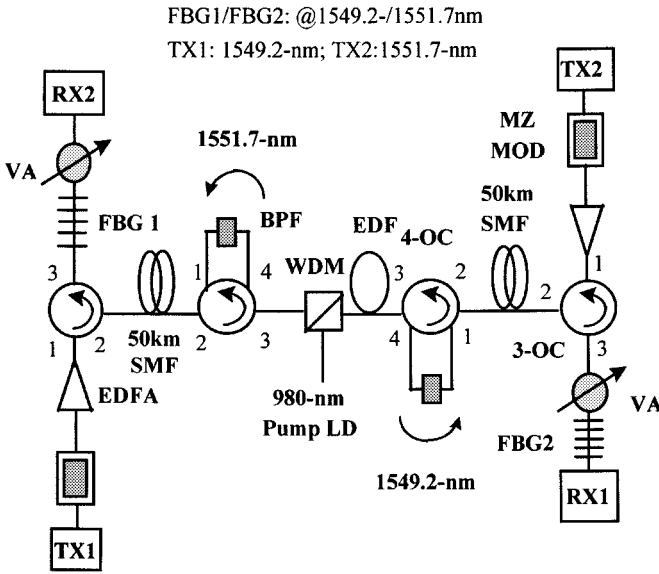 FBG1/FBG2: @1549.2-/1551.7nm
TX1: 1549.2-nm; TX2:1551.7-nm
RX2
TX2
VA
1551.7-nm
MZ
MOD
FBG 1
BPF
EDF
4-OC
50km
SMF
3
1
4
WDM
3
2
1
2
1
2
50km
SMF
2
3
4
1
3-OC
3
EDFA
980-nm
Pump LD
VA
FBG2
1549.2-nm
RX1
TX1